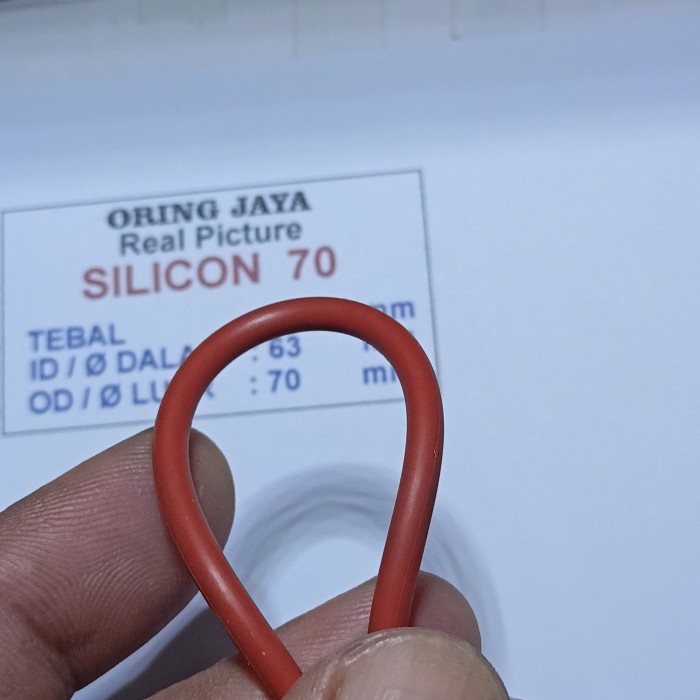 ORING JAYA
Real Picture
SILICON 70
TEBAL mm
ID / Ø DALA : 63
OD / Ø LU : 70 m